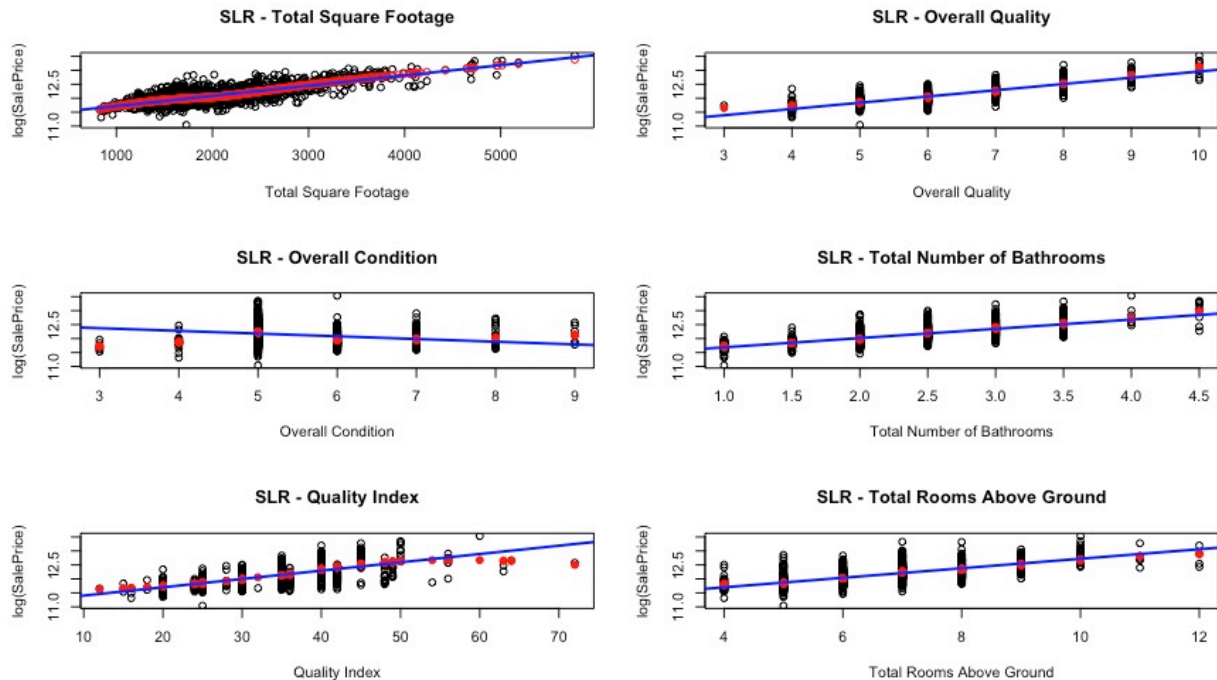 SLR - Total Square Footage
log(SalePrice)
11.0 12.5
1000 2000 3000 4000 5000
Total Square Footage
SLR - Overall Quality
log(SalePrice)
11.0 12.5
3 4 5 6 7 8 9 10
Overall Quality
SLR - Overall Condition
log(SalePrice)
11.0 12.5
3 4 5 6 7 8 9
Overall Condition
SLR - Total Number of Bathrooms
log(SalePrice)
11.0 12.5
1.0 1.5 2.0 2.5 3.0 3.5 4.0 4.5
Total Number of Bathrooms
SLR - Quality Index
log(SalePrice)
11.0 12.5
10 20 30 40 50 60 70
Quality Index
SLR - Total Rooms Above Ground
log(SalePrice)
11.0 12.5
4 6 8 10 12
Total Rooms Above Ground